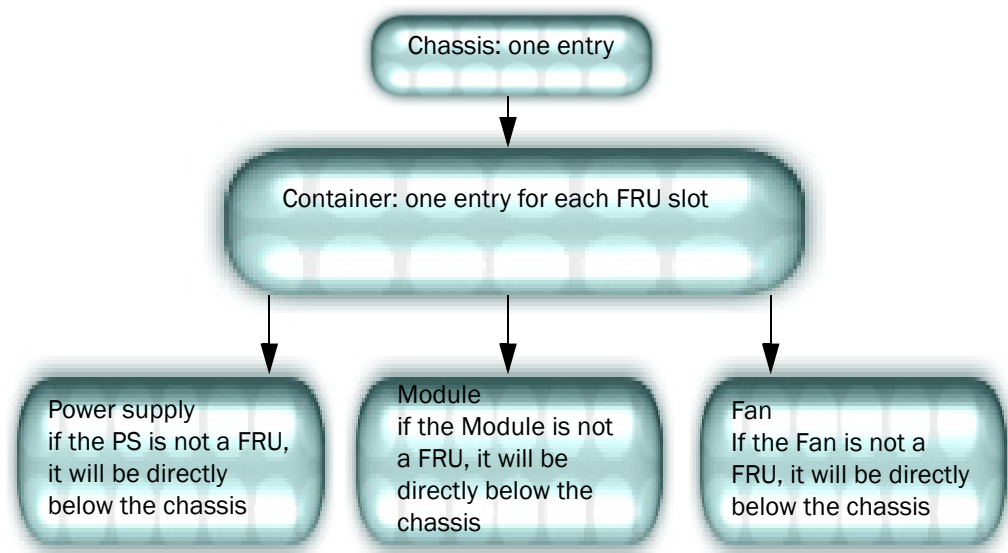 Chassis: one entry
Container: one entry for each FRU slot
Power supply
if the PS is not a FRU,
it will be directly
below the chassis
Module
if the Module is not
a FRU, it will be
directly below the
chassis
Fan
If the Fan is not a
FRU, it will be directly
below the chassis